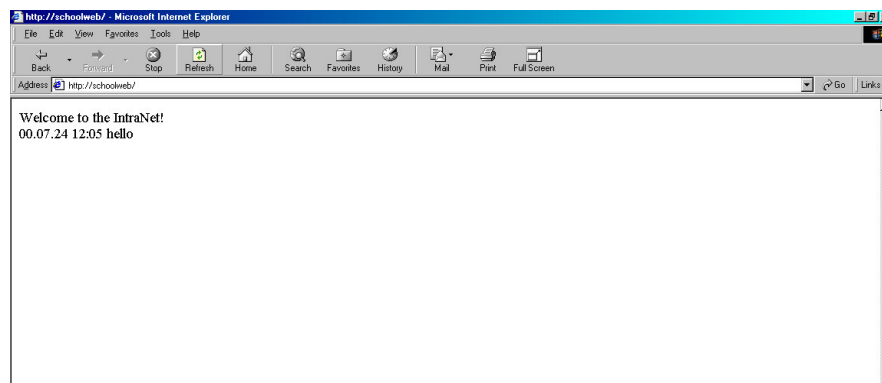 http://schoolweb/ - Microsoft Internet Explorer
File Edit View Favorites Tools Help
Back Forward Stop Refresh Home Search Favorites History Mail Print Full Screen
Address http://schoolweb/ Go Links
Welcome to the IntraNet!
00.07.24 12:05 hello